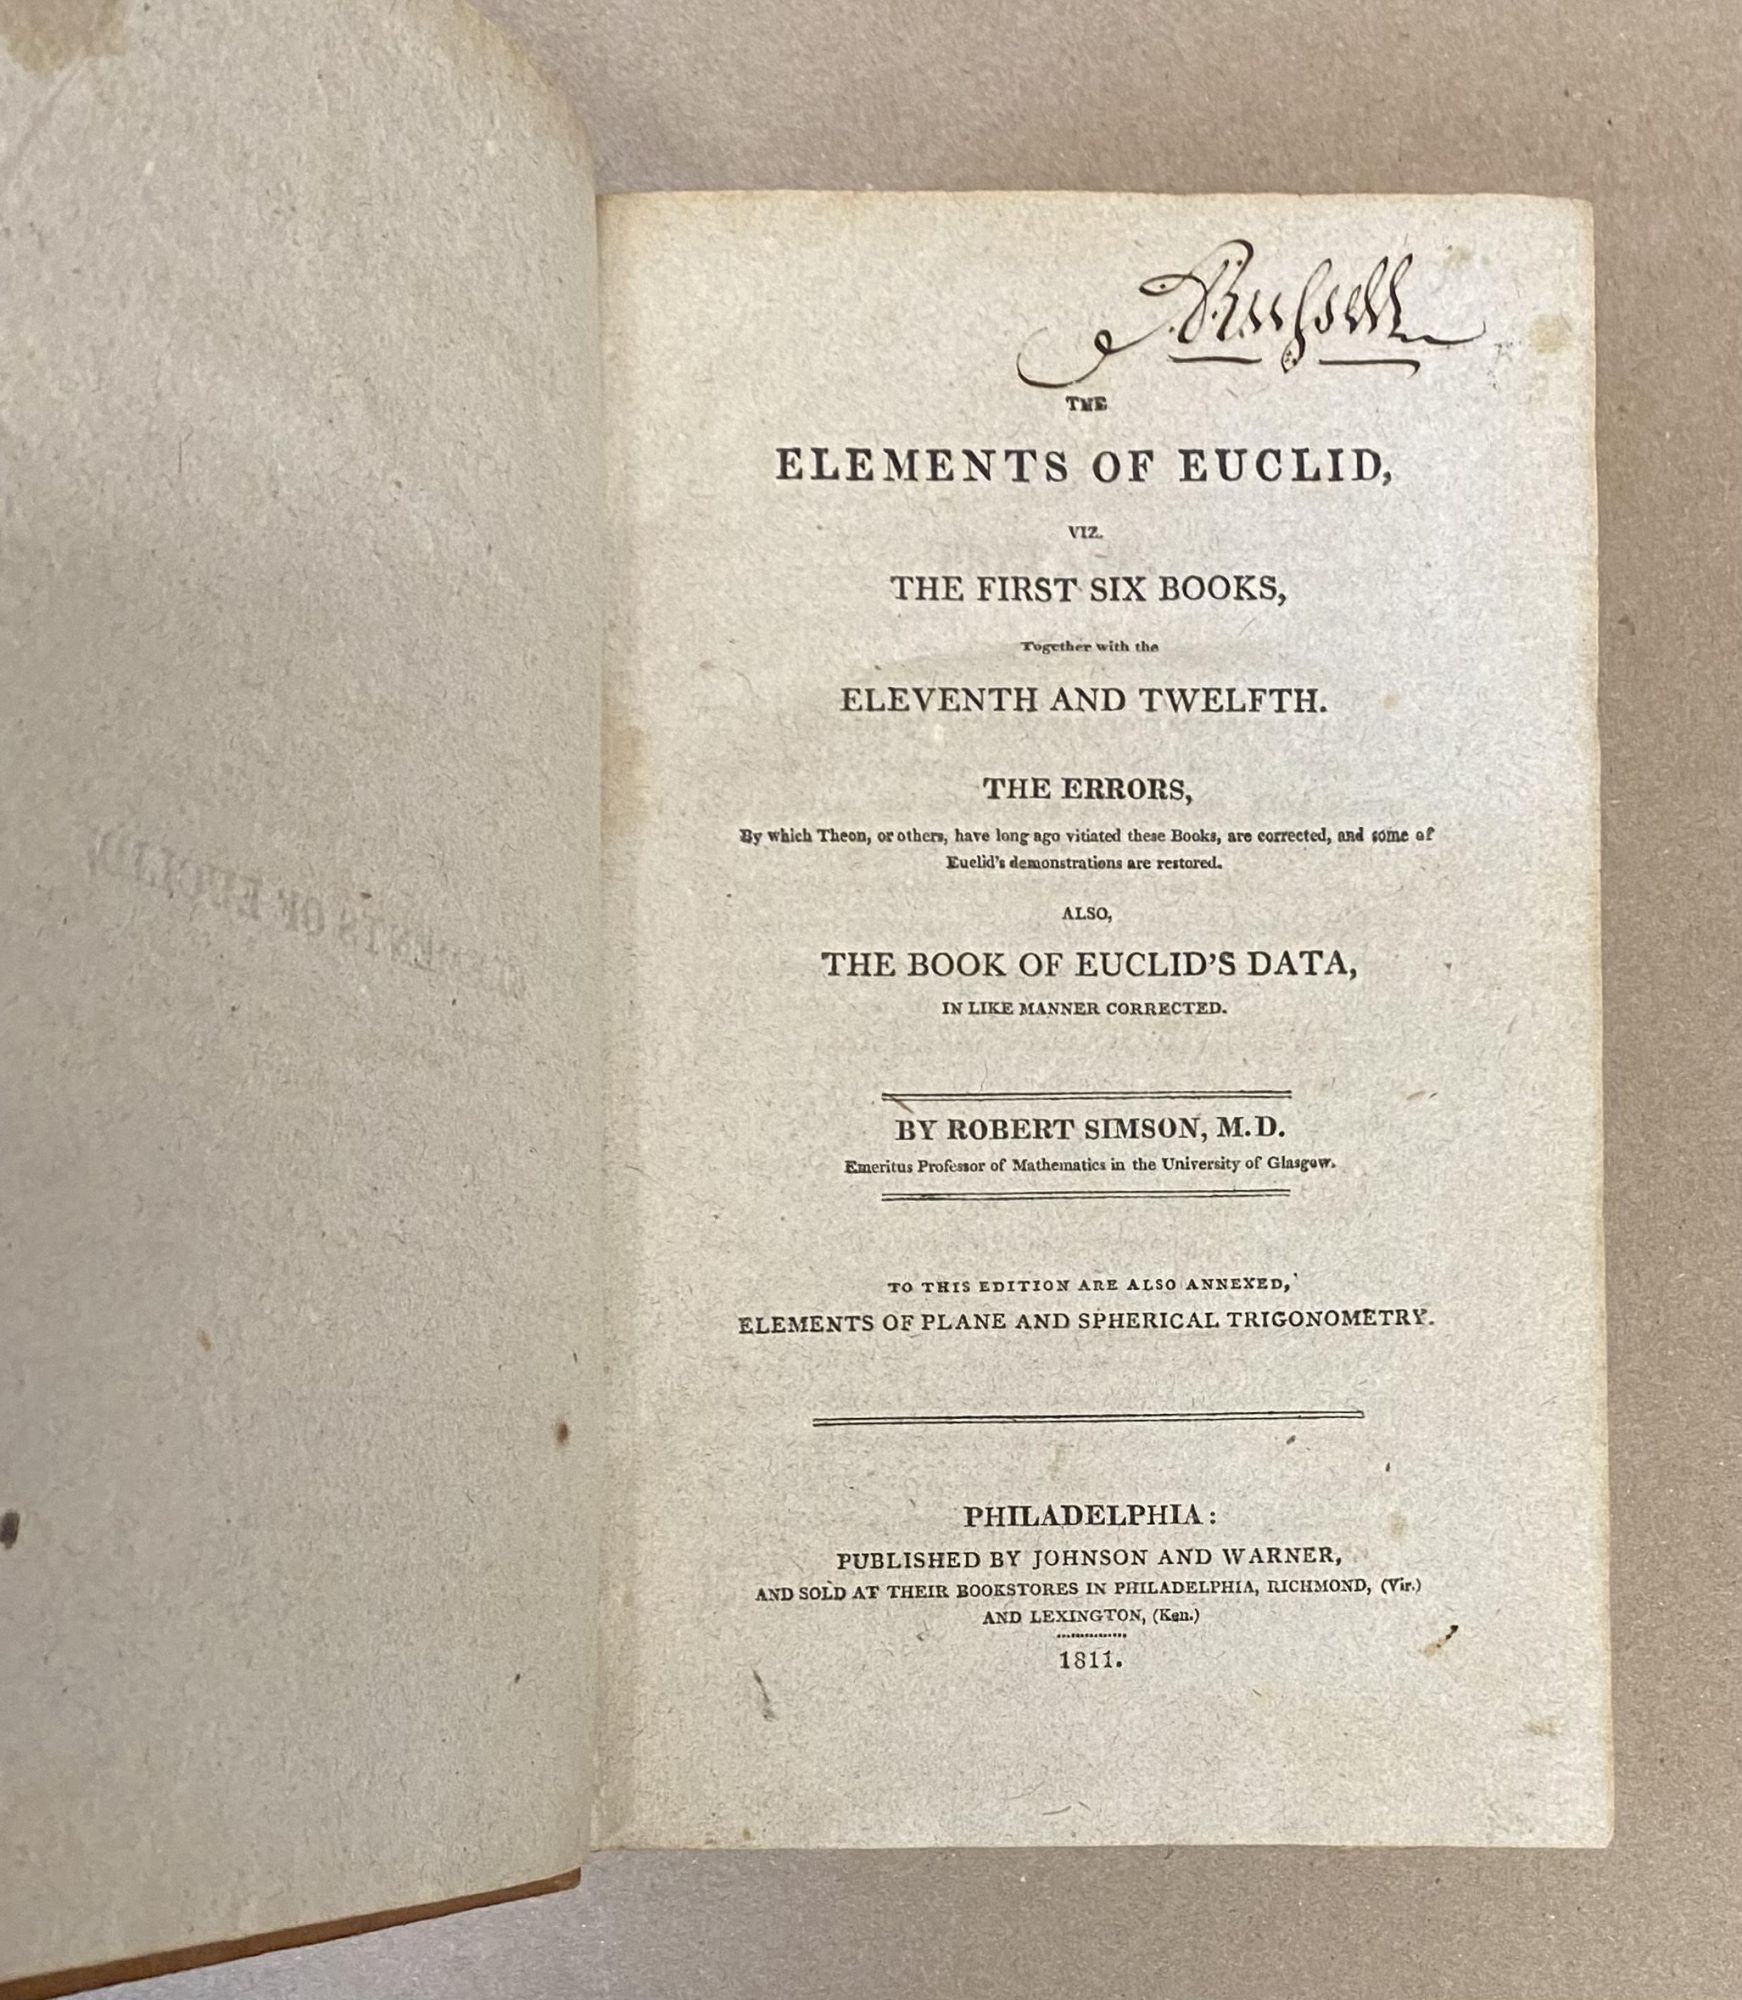 Russell
THE
ELEMENTS OF EUCLID,
VIZ.
THE FIRST SIX BOOKS,
Together with the
ELEVENTH AND TWELFTH.
THE ERRORS,
By which Theon, or others, have long ago vitiated these Books, are corrected, and some of
Euclid's demonstrations are restored.
ALSO,
THE BOOK OF EUCLID'S DATA,
IN LIKE MANNER CORRECTED.
BY ROBERT SIMSON, M.D.
Emeritus Professor of Mathematics in the University of Glasgow.
TO THIS EDITION ARE ALSO ANNEXED,
ELEMENTS OF PLANE AND SPHERICAL TRIGONOMETRY.
PHILADELPHIA:
PUBLISHED BY JOHNSON AND WARNER,
AND SOLD AT THEIR BOOKSTORES IN PHILADELPHIA, RICHMOND, (Vir.)
AND LEXINGTON, (Ken.)
1811.